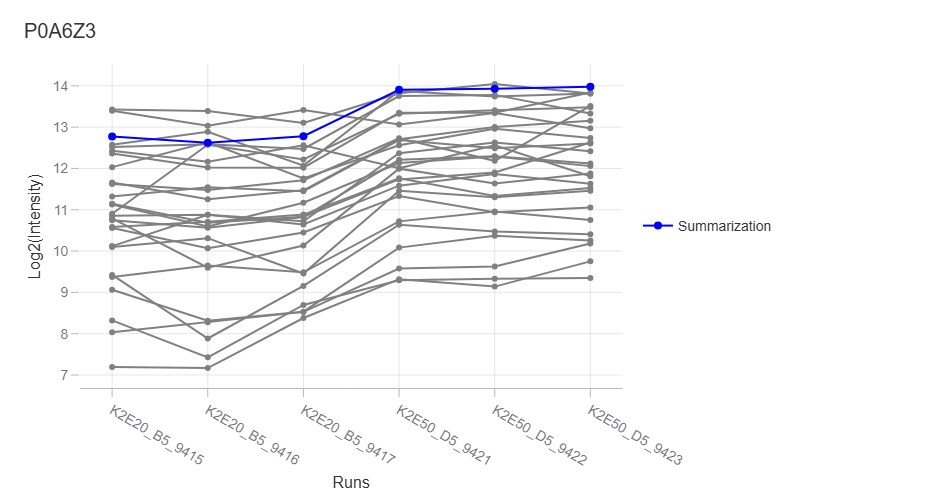 P0A6Z3
Log2(Intensity)
14
13
12
11
10
9
8
7
K2E20_B5_9415
K2E20_B5_9416
K2E20_B5_9417
K2E50_D5_9421
K2E50_D5_9422
K2E50_D5_9423
Runs
Summarization